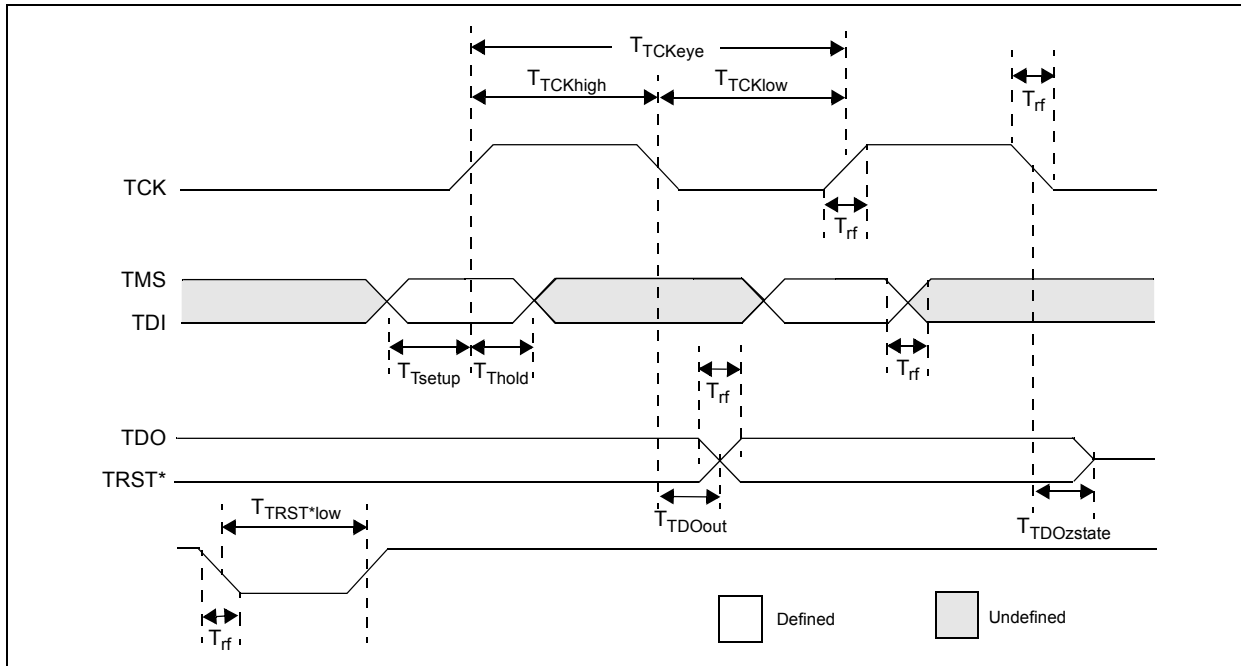 TTCKeye
TTCKhigh
TTCKlow
Trf
TCK
Trf
TMS
TDI
TTsetup
TThold
Trf
Trf
TDO
TRST*
TTRST*low
TTDOout
TTDOzstate
Trf
Defined
Undefined